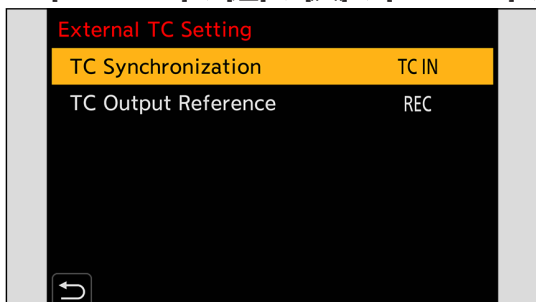 External TC Setting
TC Synchronization TC IN
TC Output Reference REC